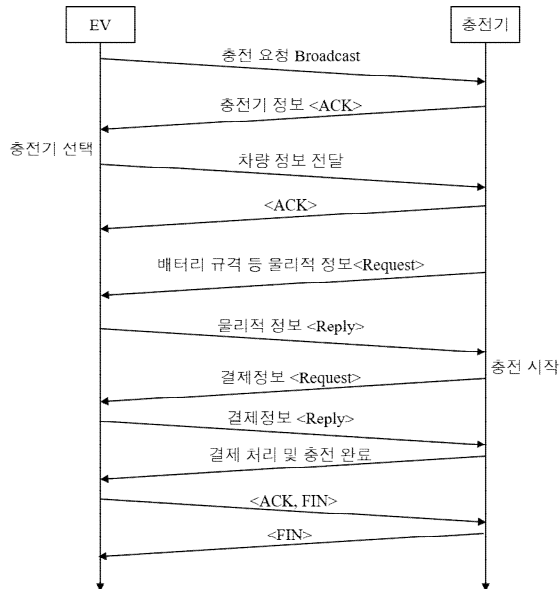 EV
충전기
충전 요청 Broadcast
충전기 정보 <ACK>
충전기 선택
차량 정보 전달
<ACK>
배터리 규격 등 물리적 정보<Request>
물리적 정보 <Reply>
충전 시작
결제정보 <Request>
결제정보 <Reply>
결제 처리 및 충전 완료
<ACK, FIN>
<FIN>